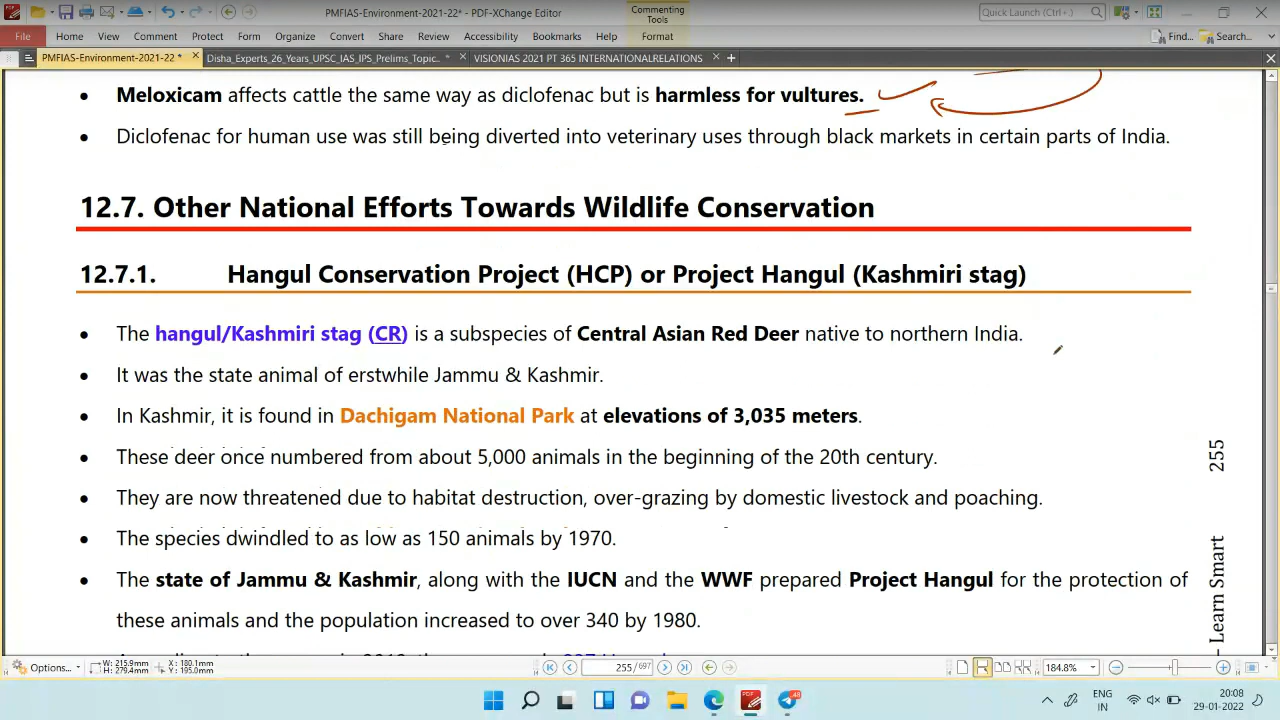 PMFIAS-Environment-2021-22* - PDF-XChange Editor
Commenting Tools
Quick Launch (Ctrl+.)
File Home View Comment Protect Form Organize Convert Share Review Accessibility Bookmarks Help Format Find... Search...
PMFIAS-Environment-2021-22 * Disha_Experts_26_Years_UPSC_IAS_IPS_Prelims_Topic.. * VISIONIAS 2021 PT 365 INTERNATIONALRELATIONS
• Meloxicam affects cattle the same way as diclofenac but is harmless for vultures.
• Diclofenac for human use was still being diverted into veterinary uses through black markets in certain parts of India.
12.7. Other National Efforts Towards Wildlife Conservation
12.7.1. Hangul Conservation Project (HCP) or Project Hangul (Kashmiri stag)
• The hangul/Kashmiri stag (CR) is a subspecies of Central Asian Red Deer native to northern India.
• It was the state animal of erstwhile Jammu & Kashmir.
• In Kashmir, it is found in Dachigam National Park at elevations of 3,035 meters.
• These deer once numbered from about 5,000 animals in the beginning of the 20th century.
• They are now threatened due to habitat destruction, over-grazing by domestic livestock and poaching.
• The species dwindled to as low as 150 animals by 1970.
• The state of Jammu & Kashmir, along with the IUCN and the WWF prepared Project Hangul for the protection of
these animals and the population increased to over 340 by 1980.
255
– Learn Smart
Options... W: 215.9mm H: 279.4mm X: 180.1mm Y: 195.0mm 255 / 697 184.8%
48
ENG IN 20:08 29-01-2022